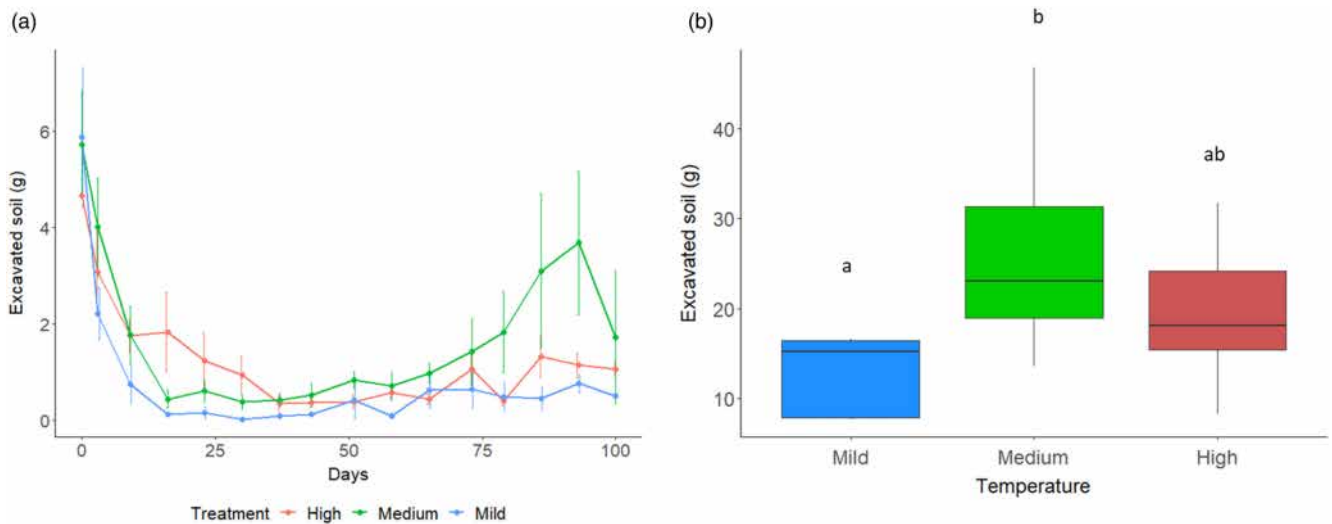 (a)
Excavated soil (g)
6
4
2
0
0 25 50 75 100
Days
Treatment High Medium Mild
(b)
Excavated soil (g)
40
30
20
10
a
b
ab
Mild Medium High
Temperature